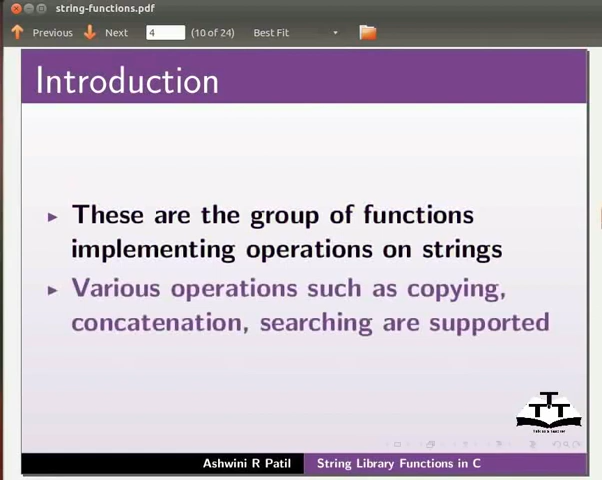 string-functions.pdf
Previous Next 4 (10 of 24) Best Fit
Introduction
These are the group of functions
implementing operations on strings
Various operations such as copying,
concatenation, searching are supported
TTT
Ashwini R Patil String Library Functions in C